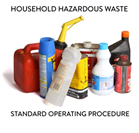 HOUSEHOLD HAZARDOUS WASTE
STANDARD OPERATING PROCEDURE